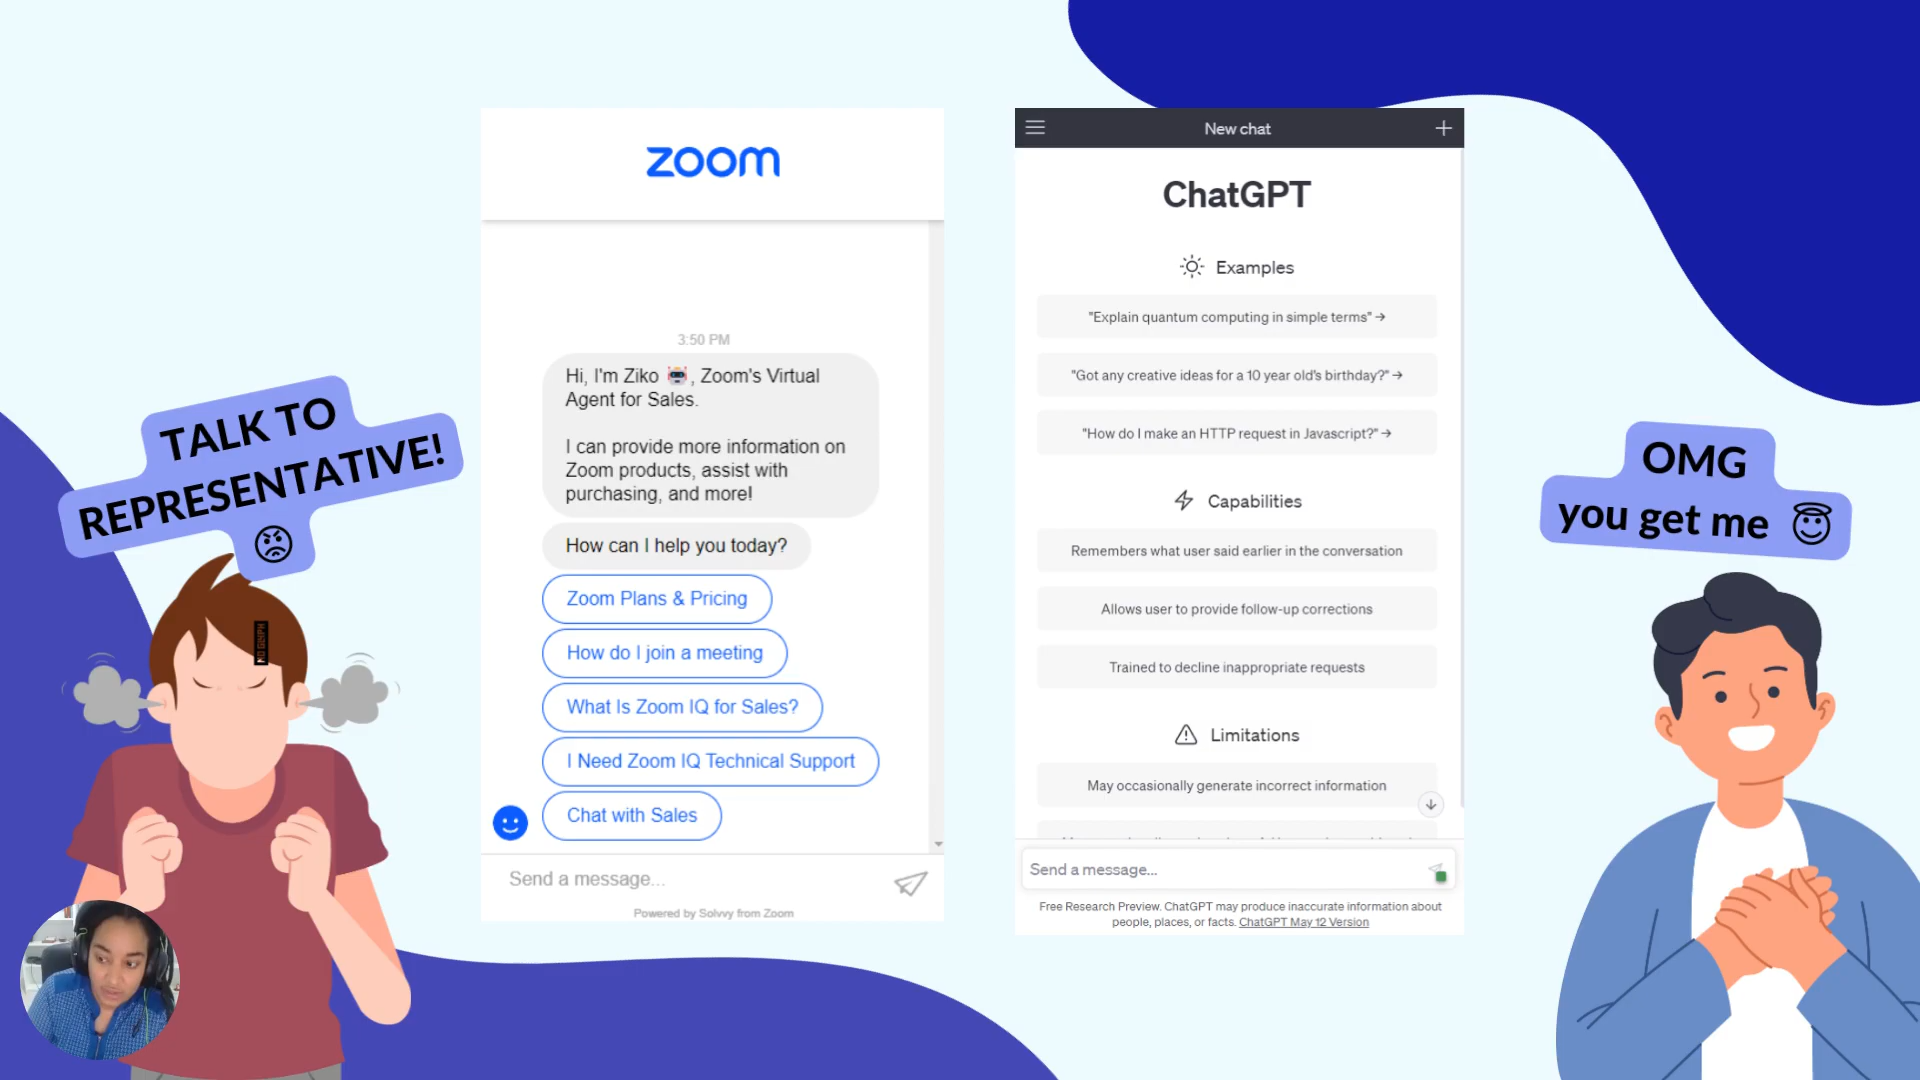 TALK TO
REPRESENTATIVE!
😡
NO GLYPH
zoom
3:50 PM
Hi, I'm Ziko 🤖, Zoom's Virtual
Agent for Sales.
I can provide more information on
Zoom products, assist with
purchasing, and more!
How can I help you today?
Zoom Plans & Pricing
How do I join a meeting
What Is Zoom IQ for Sales?
I Need Zoom IQ Technical Support
Chat with Sales
Send a message...
Powered by Solvvy from Zoom
New chat
ChatGPT
Examples
"Explain quantum computing in simple terms" →
"Got any creative ideas for a 10 year old's birthday?" →
"How do I make an HTTP request in Javascript?" →
Capabilities
Remembers what user said earlier in the conversation
Allows user to provide follow-up corrections
Trained to decline inappropriate requests
Limitations
May occasionally generate incorrect information
Send a message...
Free Research Preview. ChatGPT may produce inaccurate information about
people, places, or facts. ChatGPT May 12 Version
OMG
you get me 😇